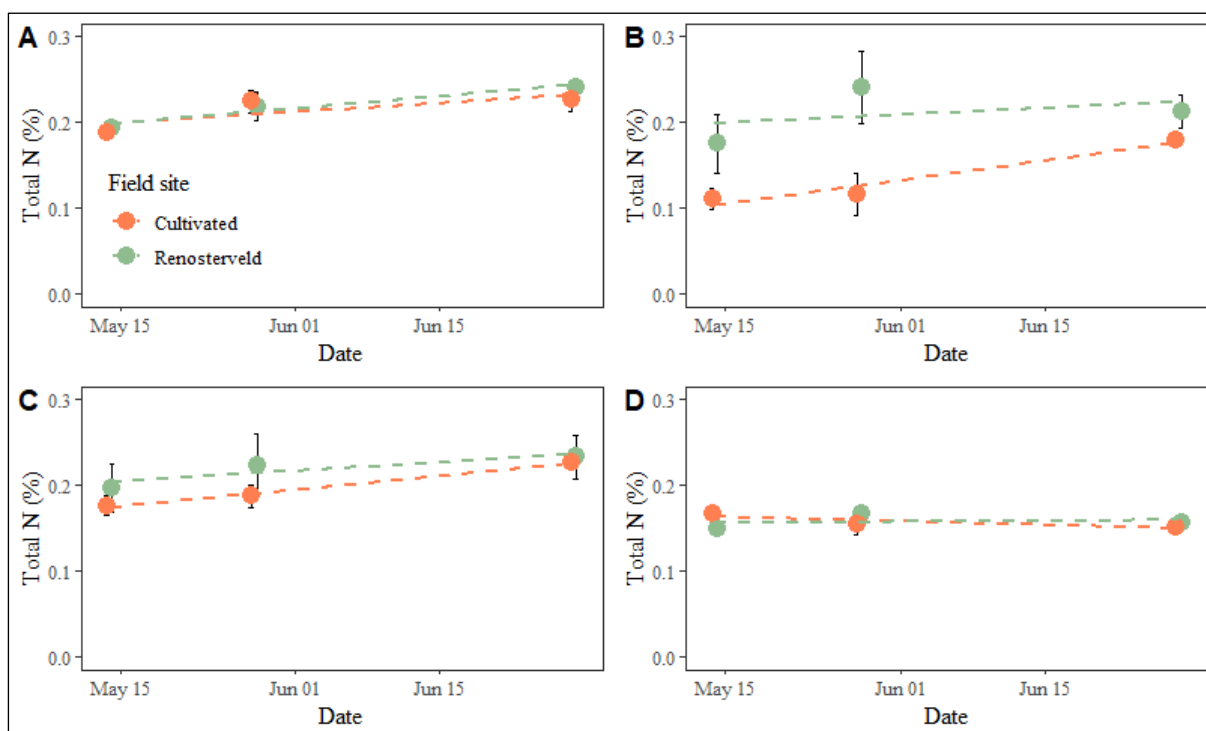 A
B
0.3
0.2
0.1
0.0
Total N (%)
Field site
Cultivated
Renosterveld
May 15
Jun 01
Jun 15
Date
0.3
0.2
0.1
0.0
Total N (%)
May 15
Jun 01
Jun 15
Date
C
D
0.3
0.2
0.1
0.0
Total N (%)
May 15
Jun 01
Jun 15
Date
0.3
0.2
0.1
0.0
Total N (%)
May 15
Jun 01
Jun 15
Date